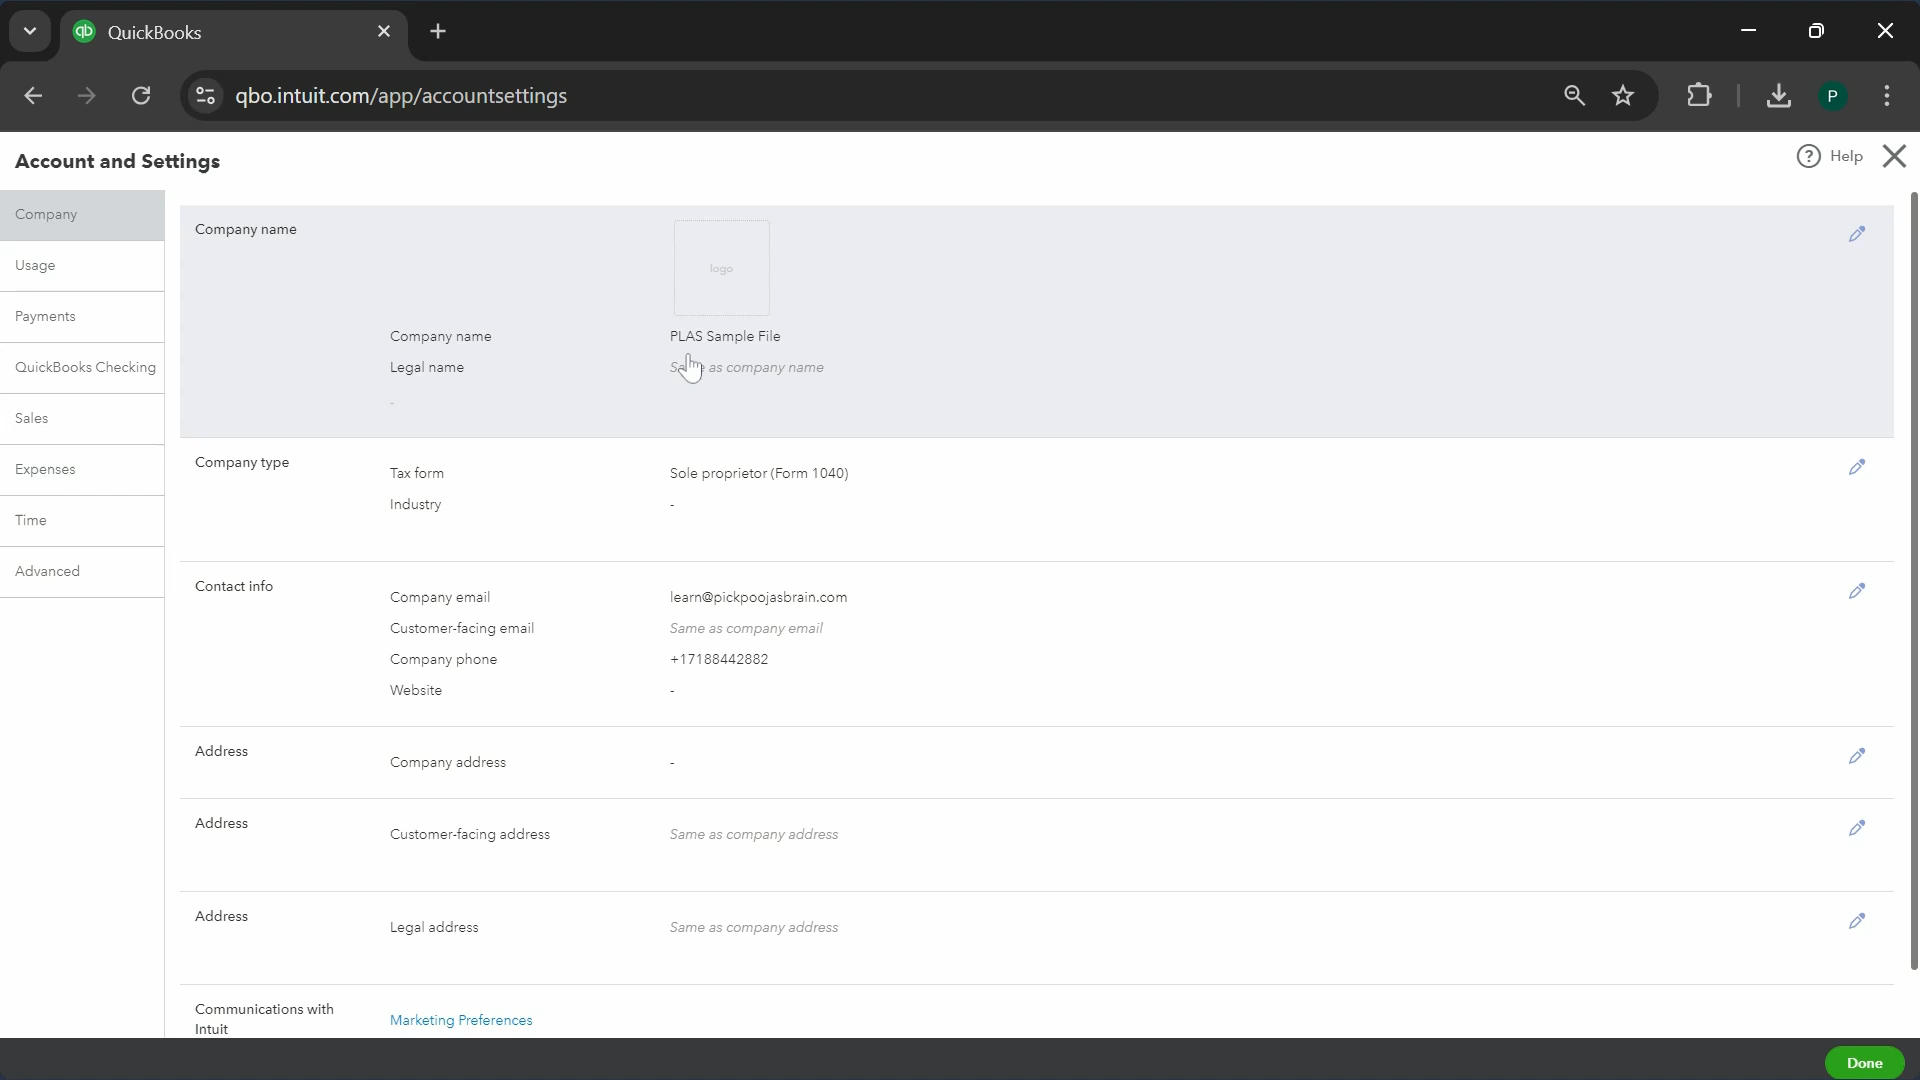 QuickBooks
qbo.intuit.com/app/accountsettings
P
Account and Settings
Help
Company
Usage
Payments
QuickBooks Checking
Sales
Expenses
Time
Advanced
Company name
logo
Company name PLAS Sample File
Legal name as company name
-
Company type
Tax form Sole proprietor (Form 1040)
Industry -
Contact info
Company email learn@pickpoojasbrain.com
Customer-facing email Same as company email
Company phone +17188442882
Website -
Address
Company address -
Address
Customer-facing address Same as company address
Address
Legal address Same as company address
Communications with
Intuit
Marketing Preferences
Done